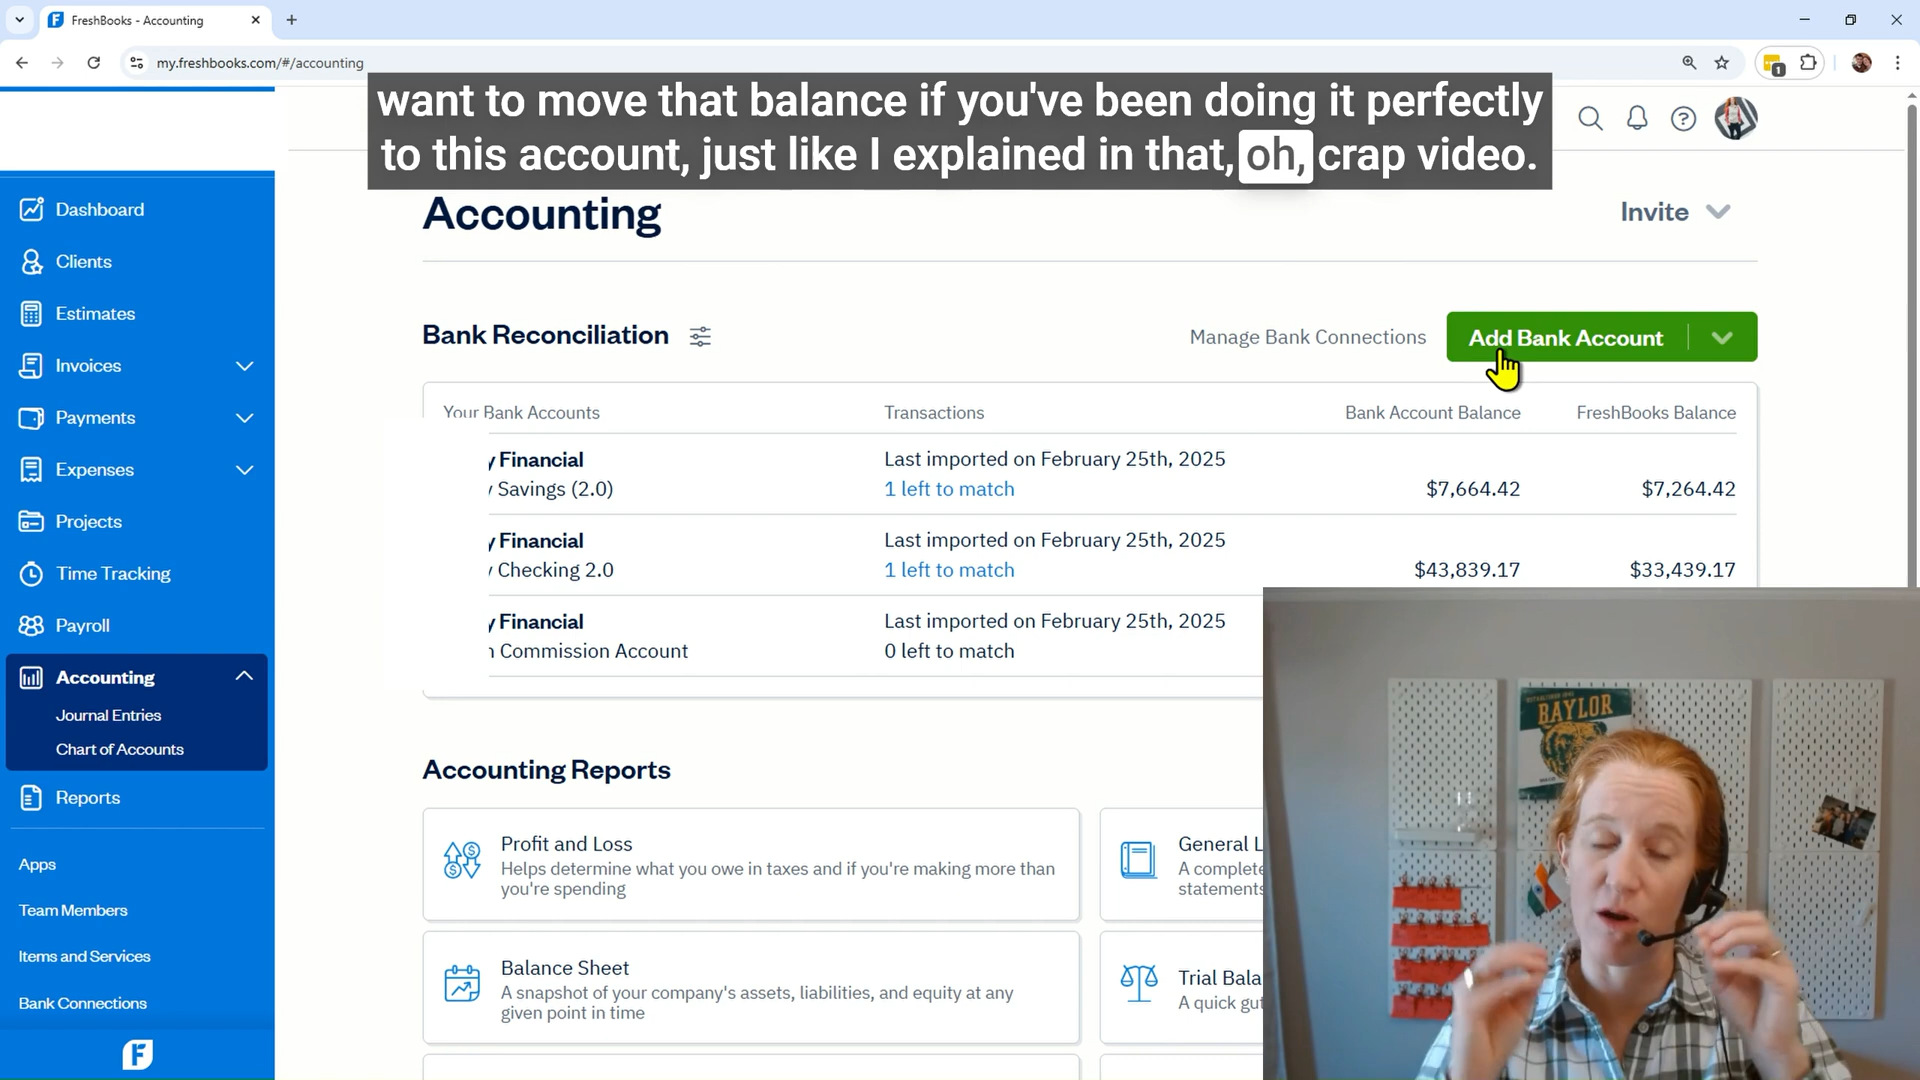 FreshBooks - Accounting
my.freshbooks.com/#/accounting
1
want to move that balance if you've been doing it perfectly
to this account, just like I explained in that, oh, crap video.
Accounting
Invite
Dashboard
Clients
Estimates
Invoices
Payments
Expenses
Projects
Time Tracking
Payroll
Accounting
Journal Entries
Chart of Accounts
Reports
Apps
Team Members
Items and Services
Bank Connections
Bank Reconciliation
Manage Bank Connections
Add Bank Account
Your Bank Accounts Transactions Bank Account Balance FreshBooks Balance
y Financial Last imported on February 25th, 2025
y Savings (2.0) 1 left to match $7,664.42 $7,264.42
y Financial Last imported on February 25th, 2025
y Checking 2.0 1 left to match $43,839.17 $33,439.17
y Financial Last imported on February 25th, 2025
n Commission Account 0 left to match
Accounting Reports
Profit and Loss
Helps determine what you owe in taxes and if you're making more than
you're spending
General L
A complete
statements
Balance Sheet
A snapshot of your company's assets, liabilities, and equity at any
given point in time
Trial Bala
A quick gut
BAYLOR